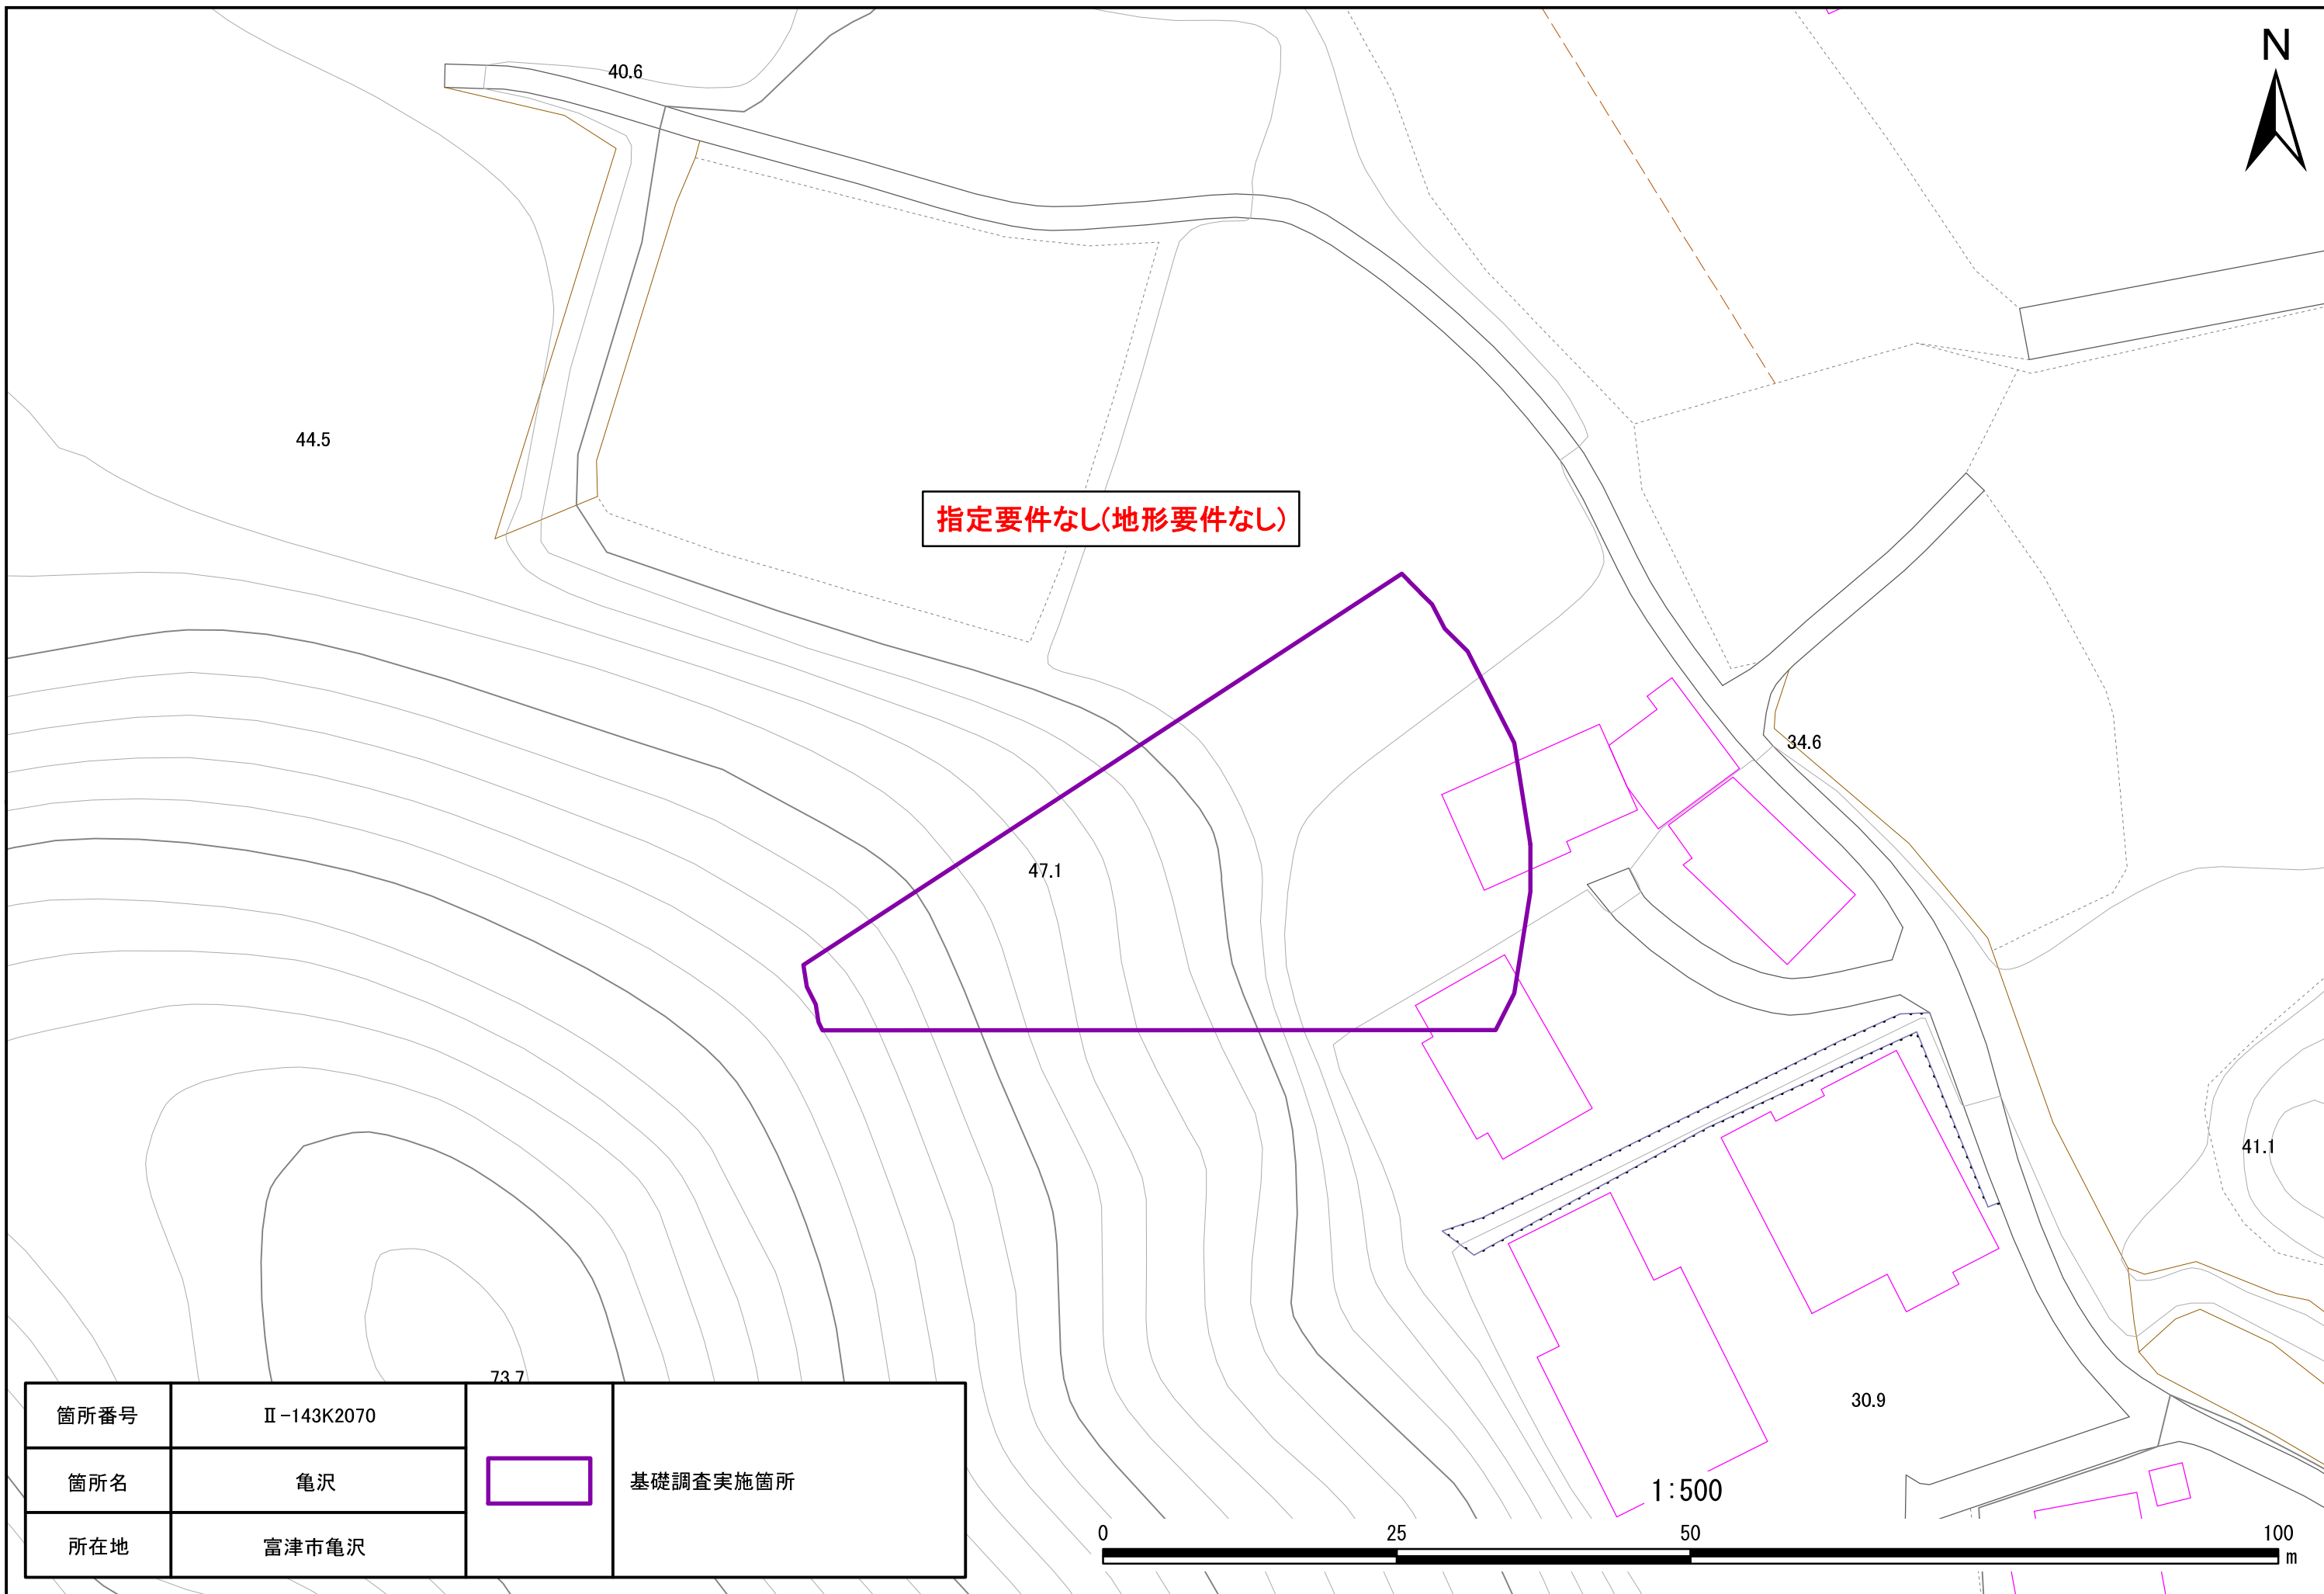 N
40.6
44.5
指定要件なし(地形要件なし)
34.6
47.1
41.1
73.7
30.9
箇所番号 Ⅱ-143K2070
箇所名 亀沢
所在地 富津市亀沢
基礎調査実施箇所
1:500
0 25 50 100
m